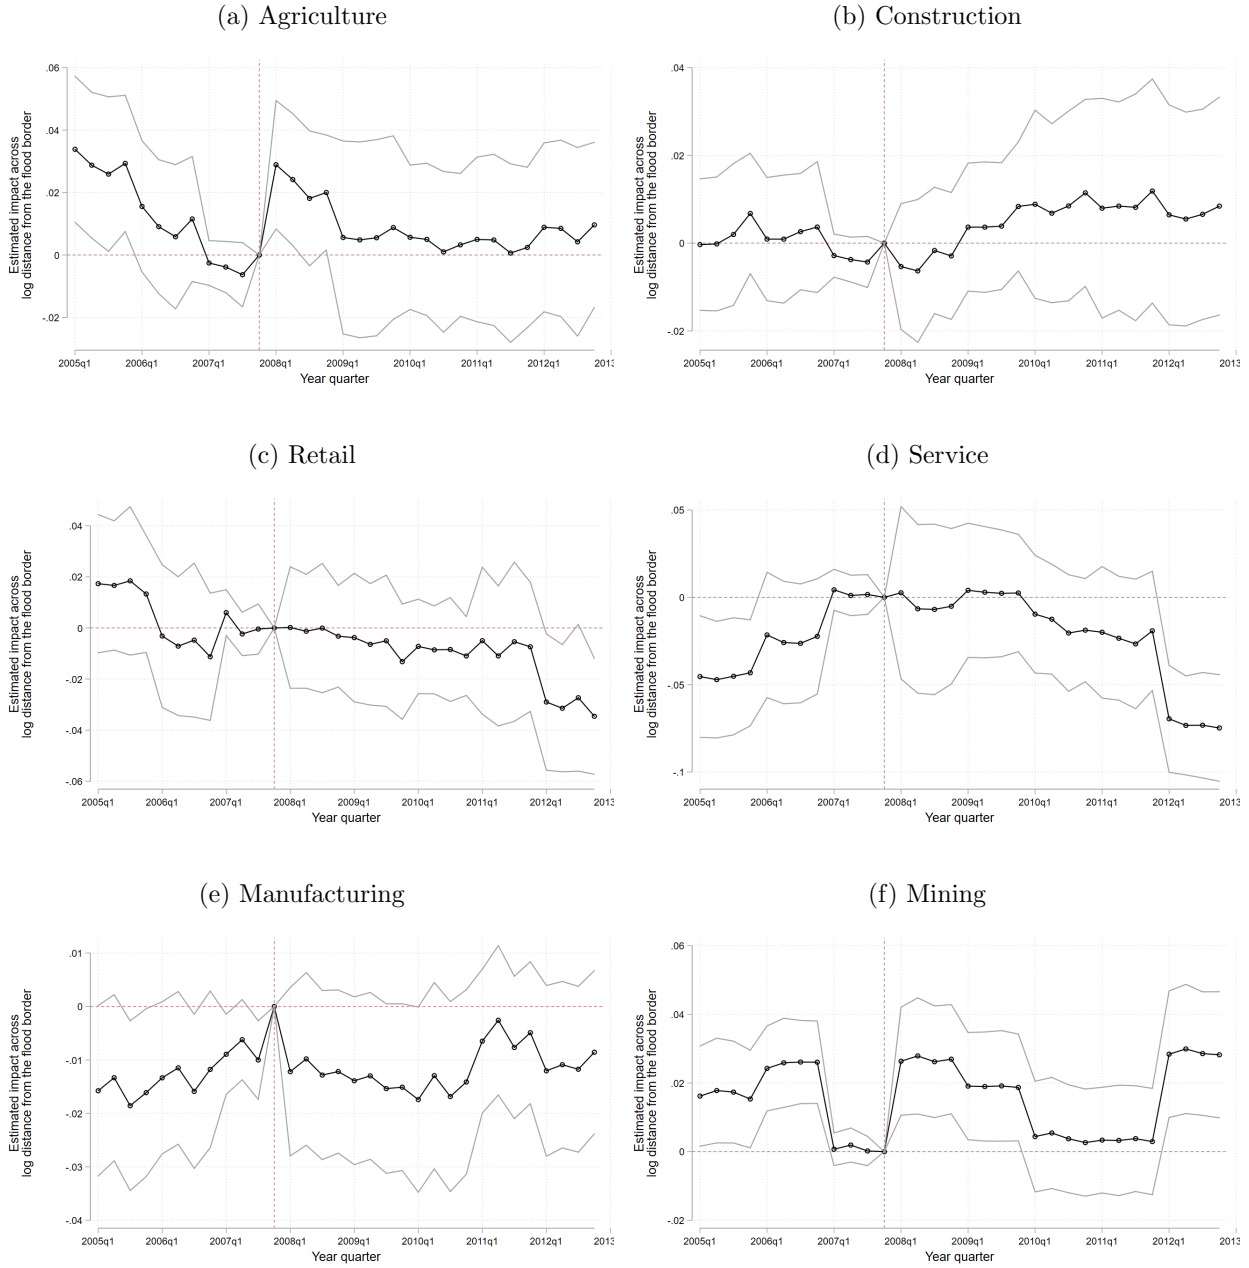 (a) Agriculture
Estimated impact across
log distance from the flood border
.06
.04
.02
0
-.02
2005q1 2006q1 2007q1 2008q1 2009q1 2010q1 2011q1 2012q1 2013
Year quarter
(b) Construction
Estimated impact across
log distance from the flood border
.04
.02
0
-.02
2005q1 2006q1 2007q1 2008q1 2009q1 2010q1 2011q1 2012q1 2013
Year quarter
(c) Retail
Estimated impact across
log distance from the flood border
.04
.02
0
-.02
-.04
-.06
2005q1 2006q1 2007q1 2008q1 2009q1 2010q1 2011q1 2012q1 2013
Year quarter
(d) Service
Estimated impact across
log distance from the flood border
.05
0
-.05
-.1
2005q1 2006q1 2007q1 2008q1 2009q1 2010q1 2011q1 2012q1 2013
Year quarter
(e) Manufacturing
Estimated impact across
log distance from the flood border
.01
0
-.01
-.02
-.03
-.04
2005q1 2006q1 2007q1 2008q1 2009q1 2010q1 2011q1 2012q1 2013
Year quarter
(f) Mining
Estimated impact across
log distance from the flood border
.06
.04
.02
0
-.02
2005q1 2006q1 2007q1 2008q1 2009q1 2010q1 2011q1 2012q1 2013
Year quarter